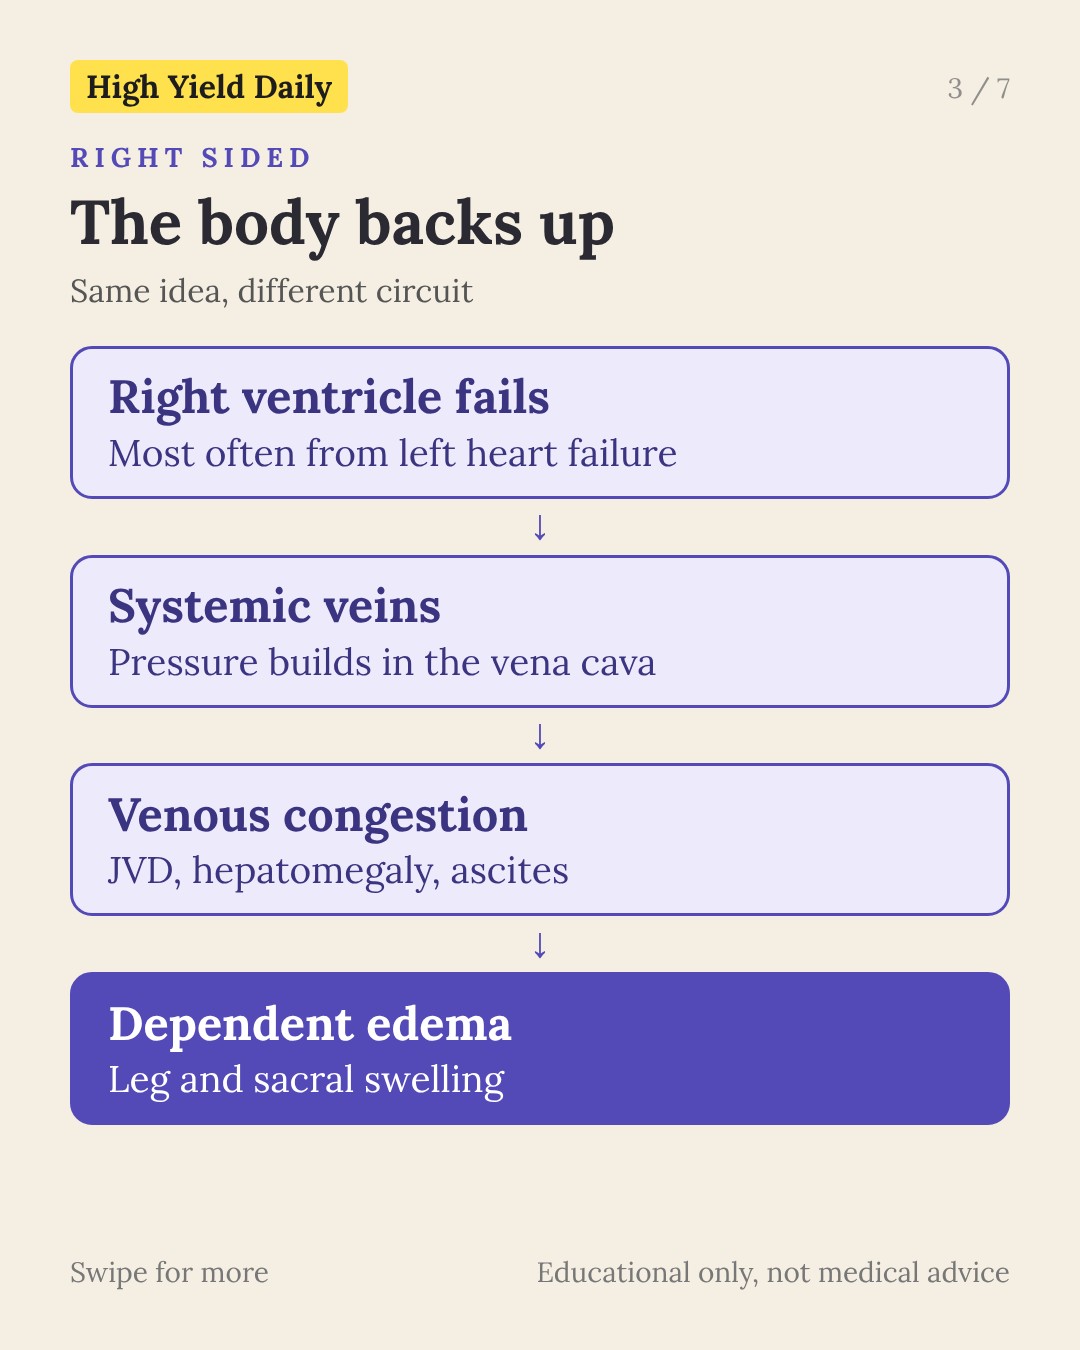 High Yield Daily
3 / 7
RIGHT SIDED
The body backs up
Same idea, different circuit
Right ventricle fails
Most often from left heart failure
↓
Systemic veins
Pressure builds in the vena cava
↓
Venous congestion
JVD, hepatomegaly, ascites
↓
Dependent edema
Leg and sacral swelling
Swipe for more
Educational only, not medical advice